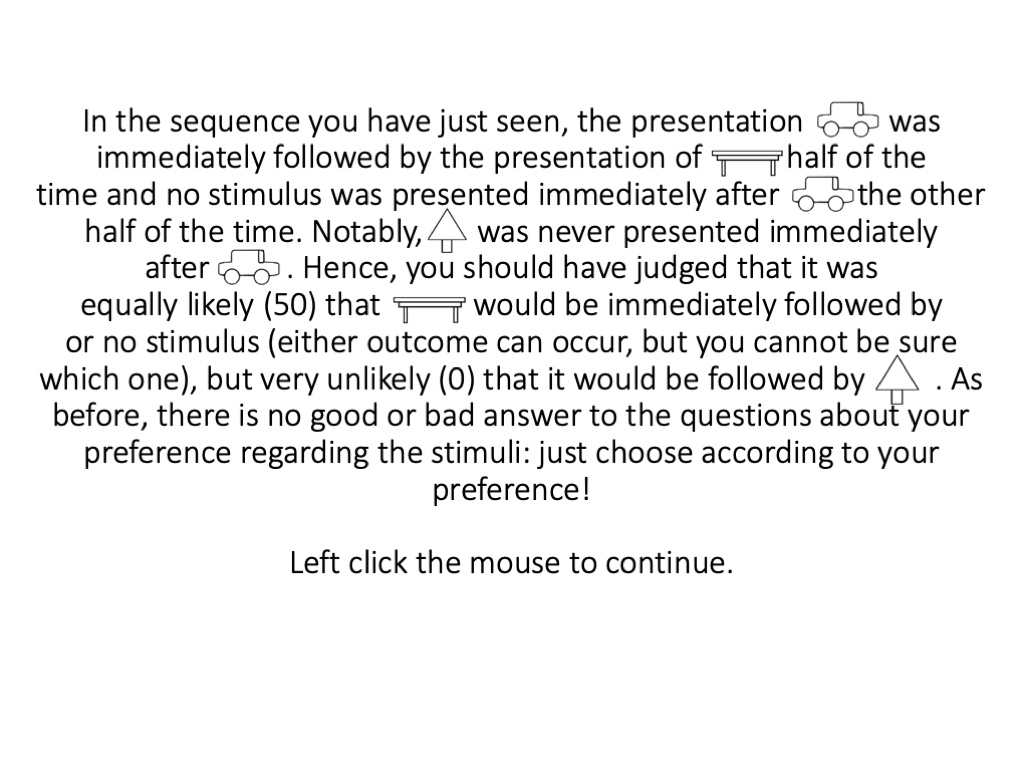 In the sequence you have just seen, the presentation was
immediately followed by the presentation of half of the
time and no stimulus was presented immediately after the other
half of the time. Notably, was never presented immediately
after . Hence, you should have judged that it was
equally likely (50) that would be immediately followed by
or no stimulus (either outcome can occur, but you cannot be sure
which one), but very unlikely (0) that it would be followed by . As
before, there is no good or bad answer to the questions about your
preference regarding the stimuli: just choose according to your
preference!
Left click the mouse to continue.